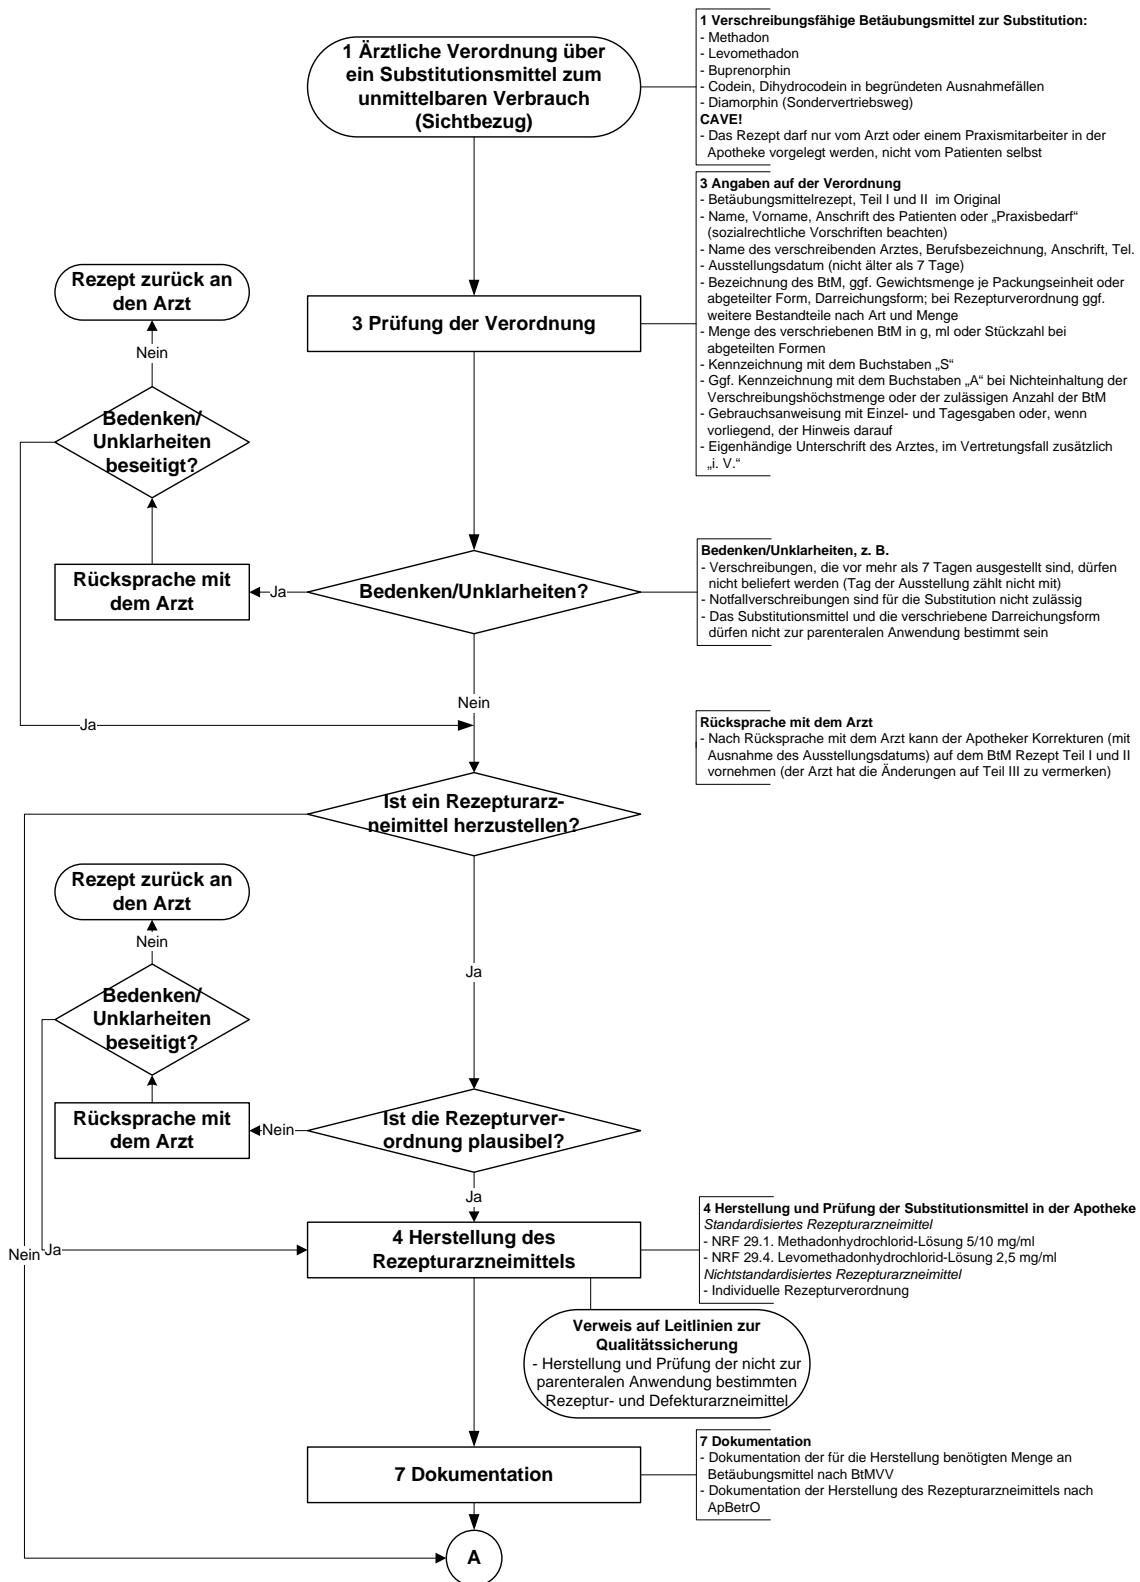 1 Ärztliche Verordnung über
ein Substitutionsmittel zum
unmittelbaren Verbrauch
(Sichtbezug)
1 Verschreibungsfähige Betäubungsmittel zur Substitution:
- Methadon
- Levomethadon
- Buprenorphin
- Codein, Dihydrocodein in begründeten Ausnahmefällen
- Diamorphin (Sondervertriebsweg)
CAVE!
- Das Rezept darf nur vom Arzt oder einem Praxismitarbeiter in der
Apotheke vorgelegt werden, nicht vom Patienten selbst
3 Prüfung der Verordnung
3 Angaben auf der Verordnung
- Betäubungsmittelrezept, Teil I und II  im Original
- Name, Vorname, Anschrift des Patienten oder „Praxisbedarf“
(sozialrechtliche Vorschriften beachten)
- Name des verschreibenden Arztes, Berufsbezeichnung, Anschrift, Tel.
- Ausstellungsdatum (nicht älter als 7 Tage)
- Bezeichnung des BtM, ggf. Gewichtsmenge je Packungseinheit oder
abgeteilter Form, Darreichungsform; bei Rezepturverordnung ggf.
weitere Bestandteile nach Art und Menge
- Menge des verschriebenen BtM in g, ml oder Stückzahl bei
abgeteilten Formen
- Kennzeichnung mit dem Buchstaben „S“
- Ggf. Kennzeichnung mit dem Buchstaben „A“ bei Nichteinhaltung der
Verschreibungshöchstmenge oder der zulässigen Anzahl der BtM
- Gebrauchsanweisung mit Einzel- und Tagesgaben oder, wenn
vorliegend, der Hinweis darauf
- Eigenhändige Unterschrift des Arztes, im Vertretungsfall zusätzlich
„i. V.“
Rezept zurück an
den Arzt
Nein
Bedenken/
Unklarheiten
beseitigt?
Rücksprache mit
dem Arzt
Ja
Bedenken/Unklarheiten?
Bedenken/Unklarheiten, z. B.
- Verschreibungen, die vor mehr als 7 Tagen ausgestellt sind, dürfen
nicht beliefert werden (Tag der Ausstellung zählt nicht mit)
- Notfallverschreibungen sind für die Substitution nicht zulässig
- Das Substitutionsmittel und die verschriebene Darreichungsform
dürfen nicht zur parenteralen Anwendung bestimmt sein
Nein
Ja
Rücksprache mit dem Arzt
- Nach Rücksprache mit dem Arzt kann der Apotheker Korrekturen (mit
Ausnahme des Ausstellungsdatums) auf dem BtM Rezept Teil I und II
vornehmen (der Arzt hat die Änderungen auf Teil III zu vermerken)
Ist ein Rezepturarz-
neimittel herzustellen?
Rezept zurück an
den Arzt
Nein
Ja
Bedenken/
Unklarheiten
beseitigt?
Rücksprache mit
dem Arzt
Nein
Ist die Rezepturver-
ordnung plausibel?
Ja
Nein
Ja
4 Herstellung des
Rezepturarzneimittels
4 Herstellung und Prüfung der Substitutionsmittel in der Apotheke
Standardisiertes Rezepturarzneimittel
- NRF 29.1. Methadonhydrochlorid-Lösung 5/10 mg/ml
- NRF 29.4. Levomethadonhydrochlorid-Lösung 2,5 mg/ml
Nichtstandardisiertes Rezepturarzneimittel
- Individuelle Rezepturverordnung
Verweis auf Leitlinien zur
Qualitätssicherung
- Herstellung und Prüfung der nicht zur
parenteralen Anwendung bestimmten
Rezeptur- und Defekturarzneimittel
7 Dokumentation
7 Dokumentation
- Dokumentation der für die Herstellung benötigten Menge an
Betäubungsmittel nach BtMVV
- Dokumentation der Herstellung des Rezepturarzneimittels nach
ApBetrO
A